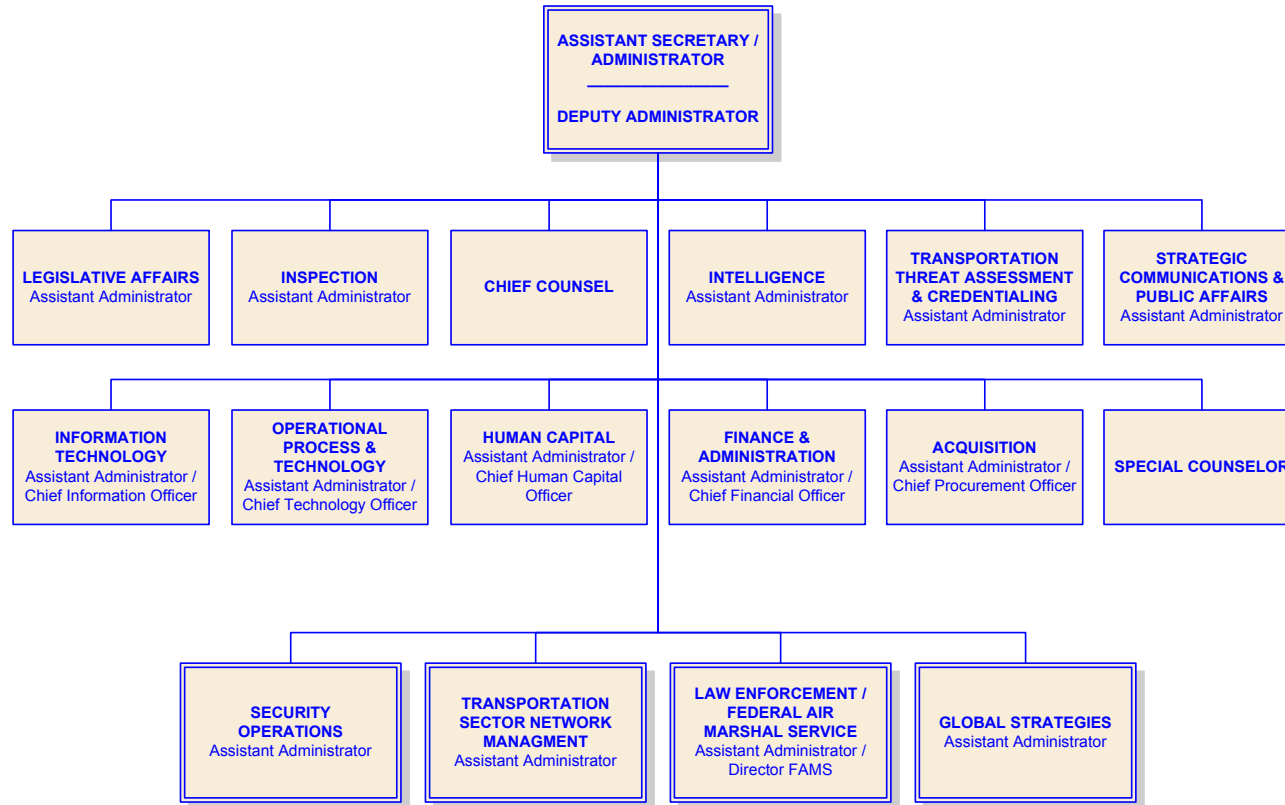 ASSISTANT SECRETARY /
ADMINISTRATOR
DEPUTY ADMINISTRATOR
LEGISLATIVE AFFAIRS
Assistant Administrator
INSPECTION
Assistant Administrator
CHIEF COUNSEL
INTELLIGENCE
Assistant Administrator
TRANSPORTATION
THREAT ASSESSMENT
& CREDENTIALING
Assistant Administrator
STRATEGIC
COMMUNICATIONS &
PUBLIC AFFAIRS
Assistant Administrator
INFORMATION
TECHNOLOGY
Assistant Administrator /
Chief Information Officer
OPERATIONAL
PROCESS &
TECHNOLOGY
Assistant Administrator /
Chief Technology Officer
HUMAN CAPITAL
Assistant Administrator /
Chief Human Capital
Officer
FINANCE &
ADMINISTRATION
Assistant Administrator /
Chief Financial Officer
ACQUISITION
Assistant Administrator /
Chief Procurement Officer
SPECIAL COUNSELOR
SECURITY
OPERATIONS
Assistant Administrator
TRANSPORTATION
SECTOR NETWORK
MANAGMENT
Assistant Administrator
LAW ENFORCEMENT /
FEDERAL AIR
MARSHAL SERVICE
Assistant Administrator /
Director FAMS
GLOBAL STRATEGIES
Assistant Administrator